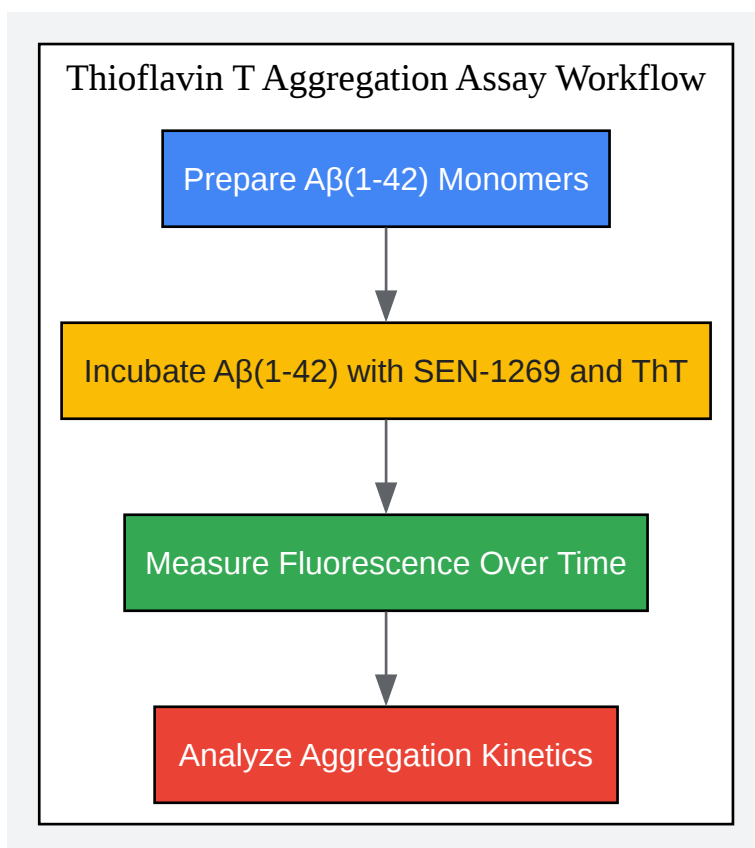 Thioflavin T Aggregation Assay Workflow
Prepare Aβ(1-42) Monomers
Incubate Aβ(1-42) with SEN-1269 and ThT
Measure Fluorescence Over Time
Analyze Aggregation Kinetics